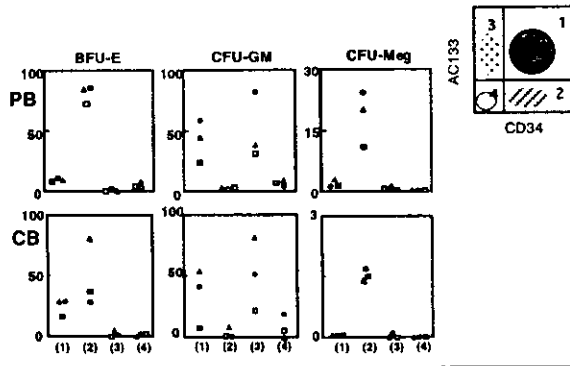 BFU-E CFU-GM CFU-Meg
PB
100 100 30
50 50 15
0 0 0
CB
100 100 3
50 50
0 0 0
(1) (2) (3) (4) (1) (2) (3) (4) (1) (2) (3) (4)
AC133
3 1
4 2
CD34